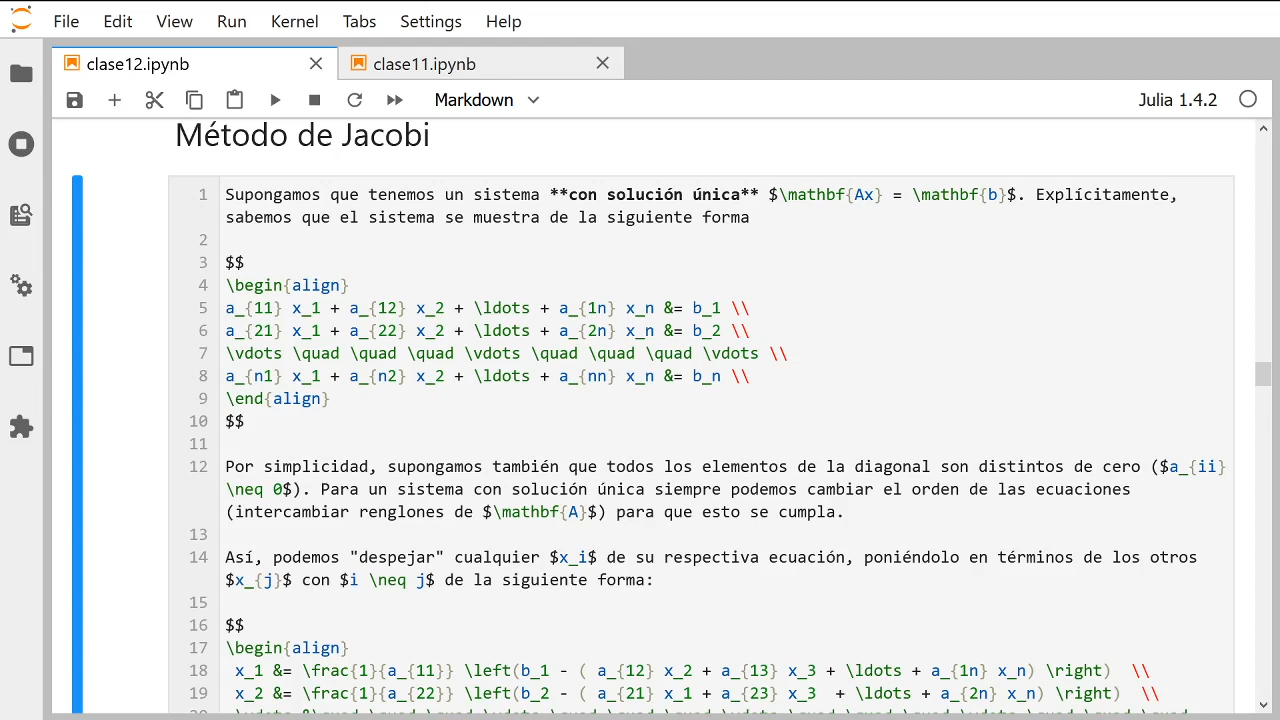 File Edit View Run Kernel Tabs Settings Help
clase12.ipynb clase11.ipynb
Markdown Julia 1.4.2
Método de Jacobi
1 Supongamos que tenemos un sistema **con solución única** $\mathbf{Ax} = \mathbf{b}$. Explícitamente,
sabemos que el sistema se muestra de la siguiente forma
2
3 $$
4 \begin{align}
5 a_{11} x_1 + a_{12} x_2 + \ldots + a_{1n} x_n &= b_1 \\
6 a_{21} x_1 + a_{22} x_2 + \ldots + a_{2n} x_n &= b_2 \\
7 \vdots \quad \quad \quad \vdots \quad \quad \quad \vdots \\
8 a_{n1} x_1 + a_{n2} x_2 + \ldots + a_{nn} x_n &= b_n \\
9 \end{align}
10 $$
11
12 Por simplicidad, supongamos también que todos los elementos de la diagonal son distintos de cero ($a_{ii}
\neq 0$). Para un sistema con solución única siempre podemos cambiar el orden de las ecuaciones
(intercambiar renglones de $\mathbf{A}$) para que esto se cumpla.
13
14 Así, podemos "despejar" cualquier $x_i$ de su respectiva ecuación, poniéndolo en términos de los otros
$x_{j}$ con $i \neq j$ de la siguiente forma:
15
16 $$
17 \begin{align}
18 x_1 &= \frac{1}{a_{11}} \left(b_1 - ( a_{12} x_2 + a_{13} x_3 + \ldots + a_{1n} x_n) \right) \\
19 x_2 &= \frac{1}{a_{22}} \left(b_2 - ( a_{21} x_1 + a_{23} x_3 + \ldots + a_{2n} x_n) \right) \\